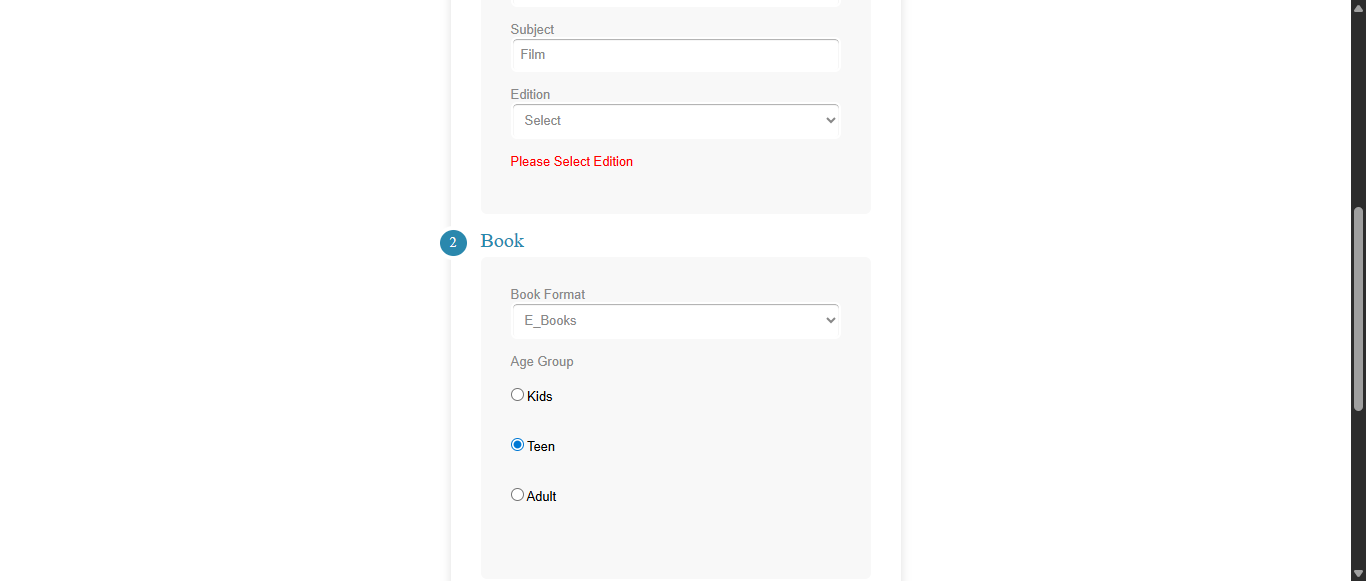 Subject
Film
Edition
Select
Please Select Edition
2 Book
Book Format
E_Books
Age Group
Kids
Teen
Adult